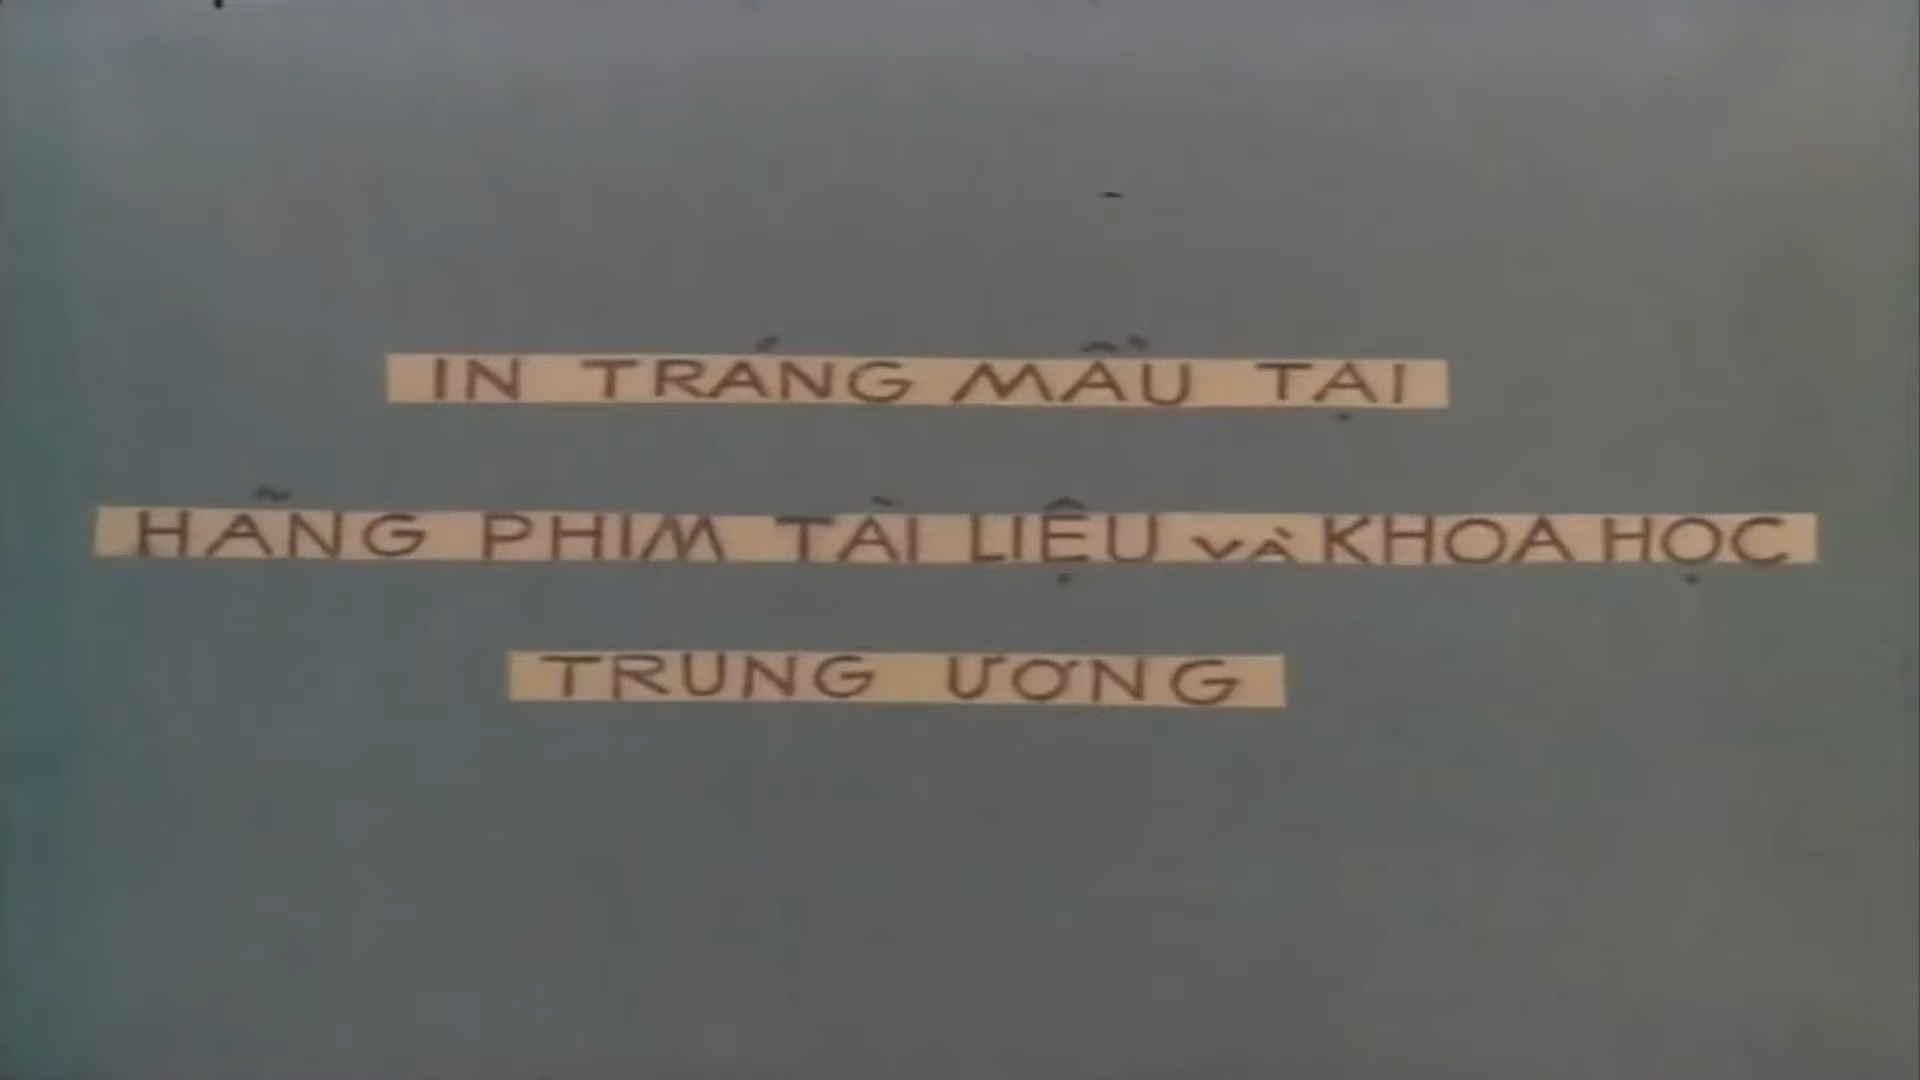 IN TRÁNG MẦU TẠI
HÃNG PHIM TÀI LIỆU và KHOA HỌC
TRUNG ƯƠNG